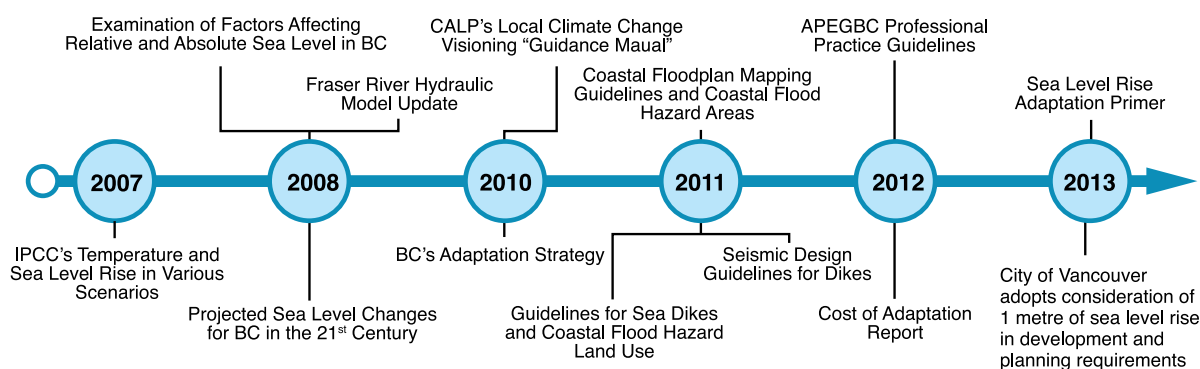 Examination of Factors Affecting
Relative and Absolute Sea Level in BC
Fraser River Hydraulic
Model Update
CALP's Local Climate Change
Visioning “Guidance Maual”
Coastal Floodplan Mapping
Guidelines and Coastal Flood
Hazard Areas
APEGBC Professional
Practice Guidelines
Sea Level Rise
Adaptation Primer
2007
2008
2010
2011
2012
2013
IPCC's Temperature and
Sea Level Rise in Various
Scenarios
Projected Sea Level Changes
for BC in the 21st Century
BC's Adaptation Strategy
Guidelines for Sea Dikes
and Coastal Flood Hazard
Land Use
Seismic Design
Guidelines for Dikes
Cost of Adaptation
Report
City of Vancouver
adopts consideration of
1 metre of sea level rise
in development and
planning requirements